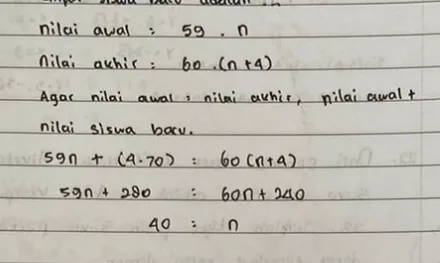 nilai awal : 59 . n
nilai akhir : 60 . (n+4)
Agar nilai awal = nilai akhir, nilai awal +
nilai siswa baru.
59n + (4.70) = 60(n+4)
59n + 280 = 60n + 240
40 = n